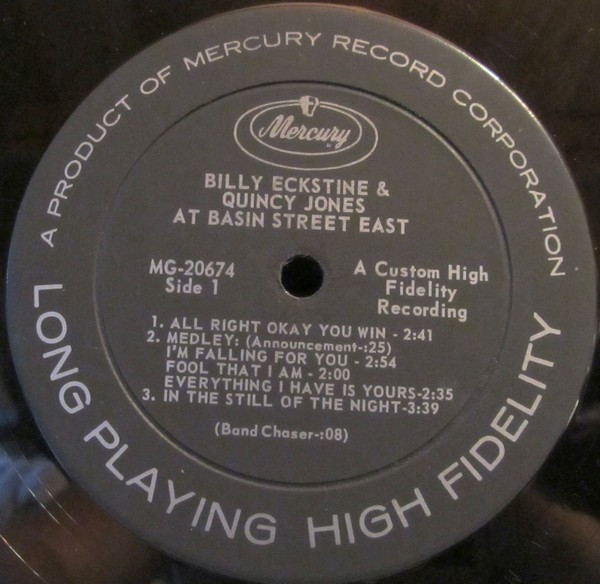 A PRODUCT OF MERCURY RECORD CORPORATION
Mercury
BILLY ECKSTINE &
QUINCY JONES
AT BASIN STREET EAST
MG-20674
Side 1
A Custom High
Fidelity
Recording
1. ALL RIGHT OKAY YOU WIN - 2:41
2. MEDLEY: (Announcement-:25)
I'M FALLING FOR YOU - 2:54
FOOL THAT I AM - 2:00
EVERYTHING I HAVE IS YOURS-2:35
3. IN THE STILL OF THE NIGHT-3:39
(Band Chaser-:08)
LONG PLAYING HIGH FIDELITY